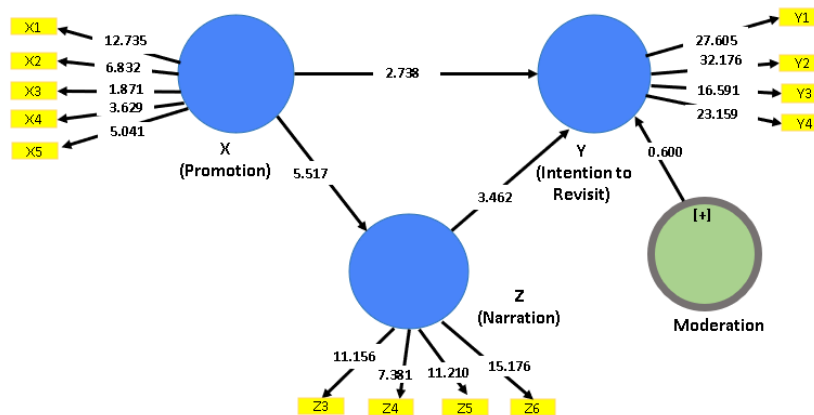 X1
X2
X3
X4
X5
12.735
6.832
1.871
3.629
5.041
X
(Promotion)
2.738
5.517
3.462
Y
(Intention to
Revisit)
27.605
32.176
16.591
23.159
Y1
Y2
Y3
Y4
0.600
[+]
Moderation
Z
(Narration)
11.156
7.381
11.210
15.176
Z3
Z4
Z5
Z6